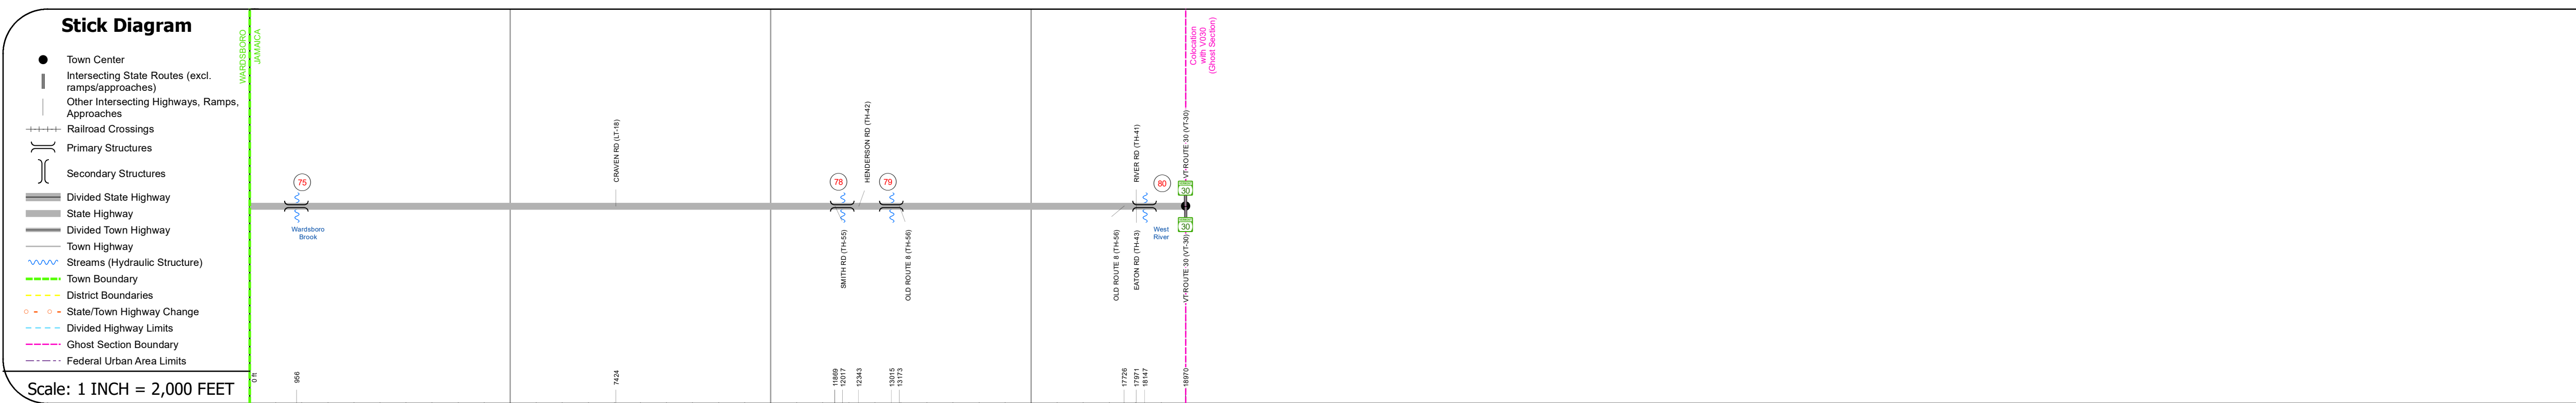 Stick Diagram
Town Center
Intersecting State Routes (excl.
ramps/approaches)
Other Intersecting Highways, Ramps,
Approaches
Railroad Crossings
Primary Structures
Secondary Structures
Divided State Highway
State Highway
Divided Town Highway
Town Highway
Streams (Hydraulic Structure)
Town Boundary
District Boundaries
State/Town Highway Change
Divided Highway Limits
Ghost Section Boundary
Federal Urban Area Limits
Scale: 1 INCH = 2,000 FEET
WARDSBORO
JAMAICA
75
Wardsboro
Brook
CRAVEN RD (LT-18)
78
SMITH RD (TH-55)
HENDERSON RD (TH-42)
79
OLD ROUTE 8 (TH-56)
OLD ROUTE 8 (TH-56)
RIVER RD (TH-41)
EATON RD (TH-43)
80
West
River
Colocation
with V030
(Ghost Section)
VT-ROUTE 30 (VT-30)
30
30
VT-ROUTE 30 (VT-30)
0 ft
956
7424
11869
12017
12343
13015
13173
17726
17971
18147
18970